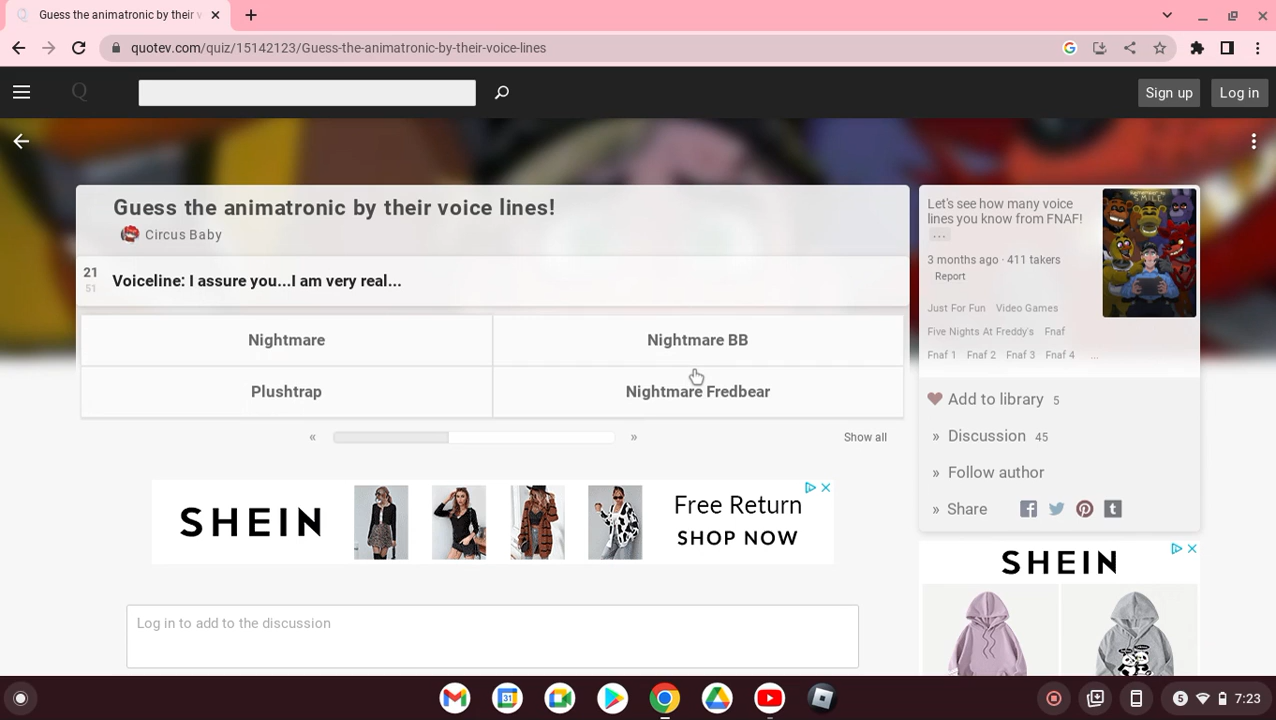 Guess the animatronic by their v
quotev.com/quiz/15142123/Guess-the-animatronic-by-their-voice-lines
Q
Sign up
Log in
Guess the animatronic by their voice lines!
Circus Baby
21
51
Voiceline: I assure you...I am very real...
Nightmare
Nightmare BB
Plushtrap
Nightmare Fredbear
«
»
Show all
Let's see how many voice
lines you know from FNAF!
...
3 months ago · 411 takers
Report
Just For Fun Video Games
Five Nights At Freddy's Fnaf
Fnaf 1 Fnaf 2 Fnaf 3 Fnaf 4 ...
Add to library 5
» Discussion 45
» Follow author
» Share
SHEIN
Free Return
SHOP NOW
SHEIN
Log in to add to the discussion
31
5
7:23